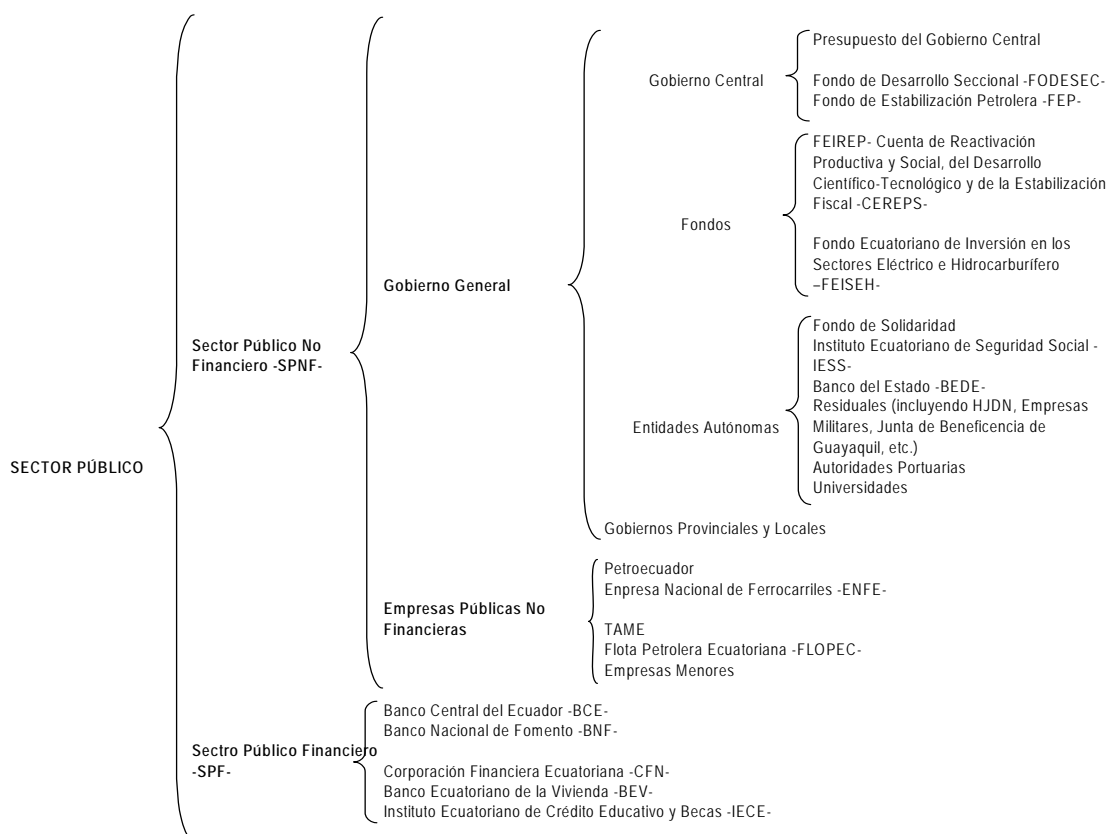 SECTOR PÚBLICO
Sector Público No
Financiero -SPNF-
Gobierno General
Gobierno Central
Presupuesto del Gobierno Central
Fondo de Desarrollo Seccional -FODESEC-
Fondo de Estabilización Petrolera -FEP-
Fondos
FEIREP- Cuenta de Reactivación
Productiva y Social, del Desarrollo
Científico-Tecnológico y de la Estabilización
Fiscal -CEREPS-
Fondo Ecuatoriano de Inversión en los
Sectores Eléctrico e Hidrocarburífero
–FEISEH-
Entidades Autónomas
Fondo de Solidaridad
Instituto Ecuatoriano de Seguridad Social -
IESS-
Banco del Estado -BEDE-
Residuales (incluyendo HJDN, Empresas
Militares, Junta de Beneficencia de
Guayaquil, etc.)
Autoridades Portuarias
Universidades
Gobiernos Provinciales y Locales
Empresas Públicas No
Financieras
Petroecuador
Enpresa Nacional de Ferrocarriles -ENFE-
TAME
Flota Petrolera Ecuatoriana -FLOPEC-
Empresas Menores
Sectro Público Financiero
-SPF-
Banco Central del Ecuador -BCE-
Banco Nacional de Fomento -BNF-
Corporación Financiera Ecuatoriana -CFN-
Banco Ecuatoriano de la Vivienda -BEV-
Instituto Ecuatoriano de Crédito Educativo y Becas -IECE-